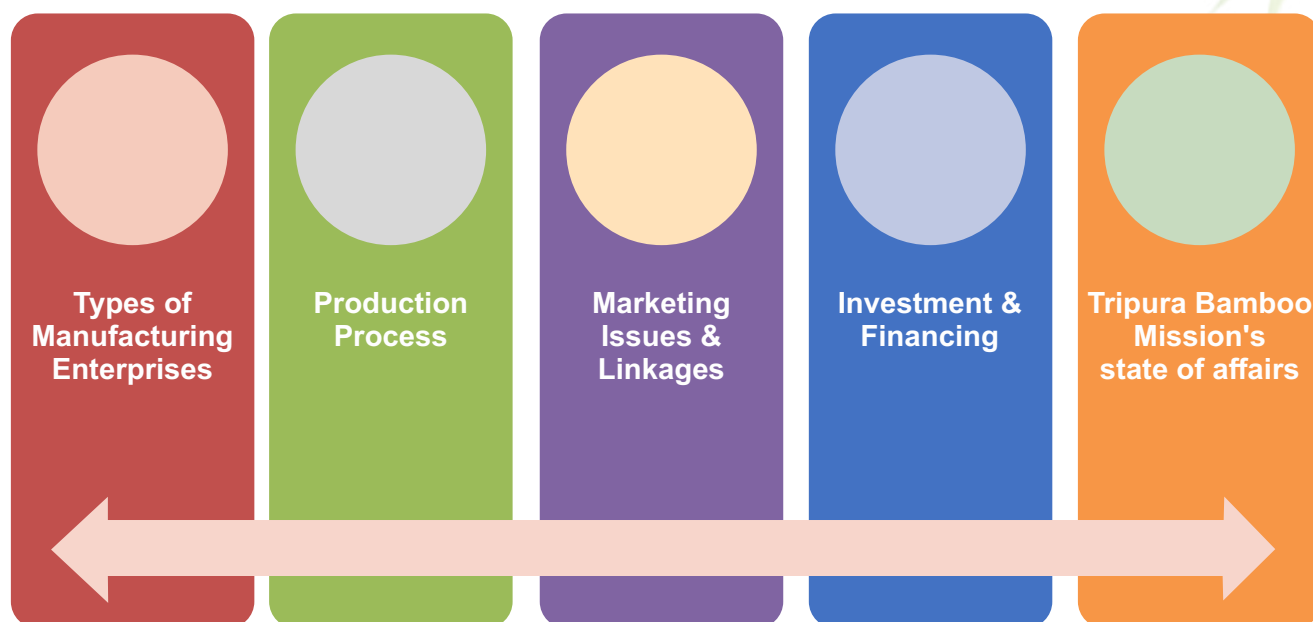 Types of
Manufacturing
Enterprises
Production
Process
Marketing
Issues &
Linkages
Investment &
Financing
Tripura Bamboo
Mission's
state of affairs